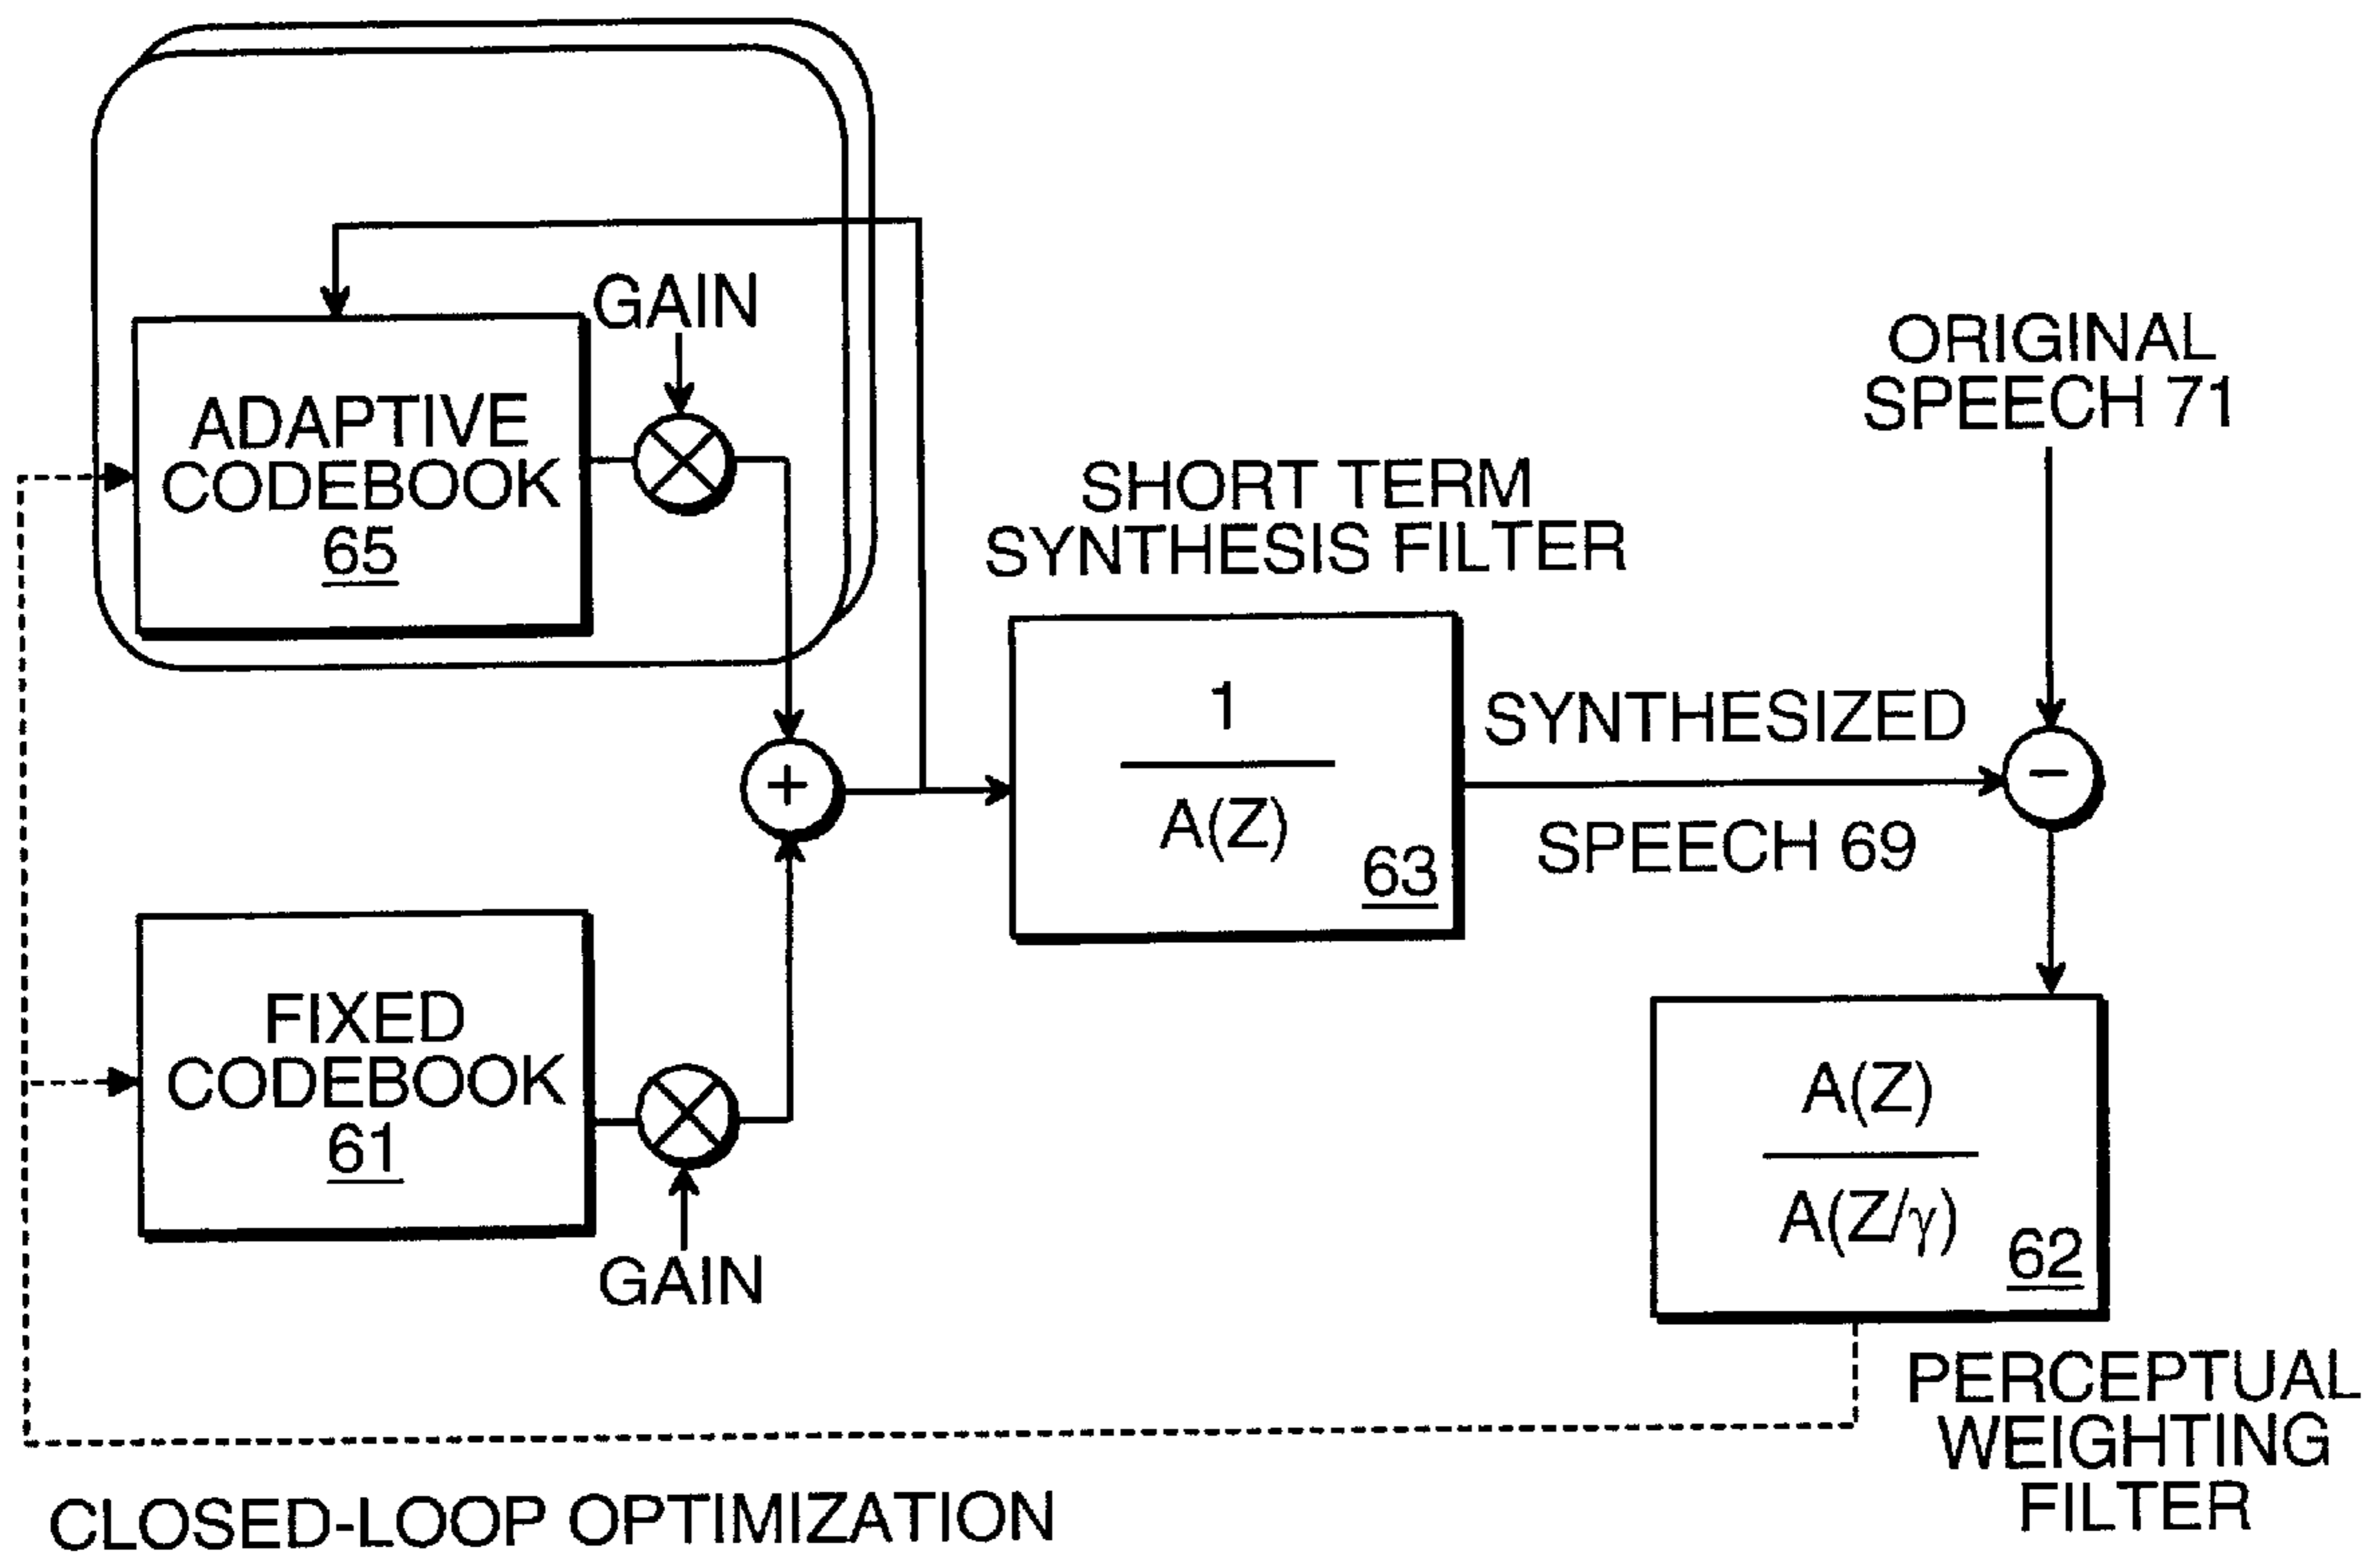 GAIN
ADAPTIVE
CODEBOOK
65
ORIGINAL
SPEECH 71
SHORT TERM
SYNTHESIS FILTER
1
A(Z)
63
+
SYNTHESIZED
SPEECH 69
−
FIXED
CODEBOOK
61
GAIN
A(Z)
A(Z/γ)
62
PERCEPTUAL
WEIGHTING
FILTER
CLOSED-LOOP OPTIMIZATION